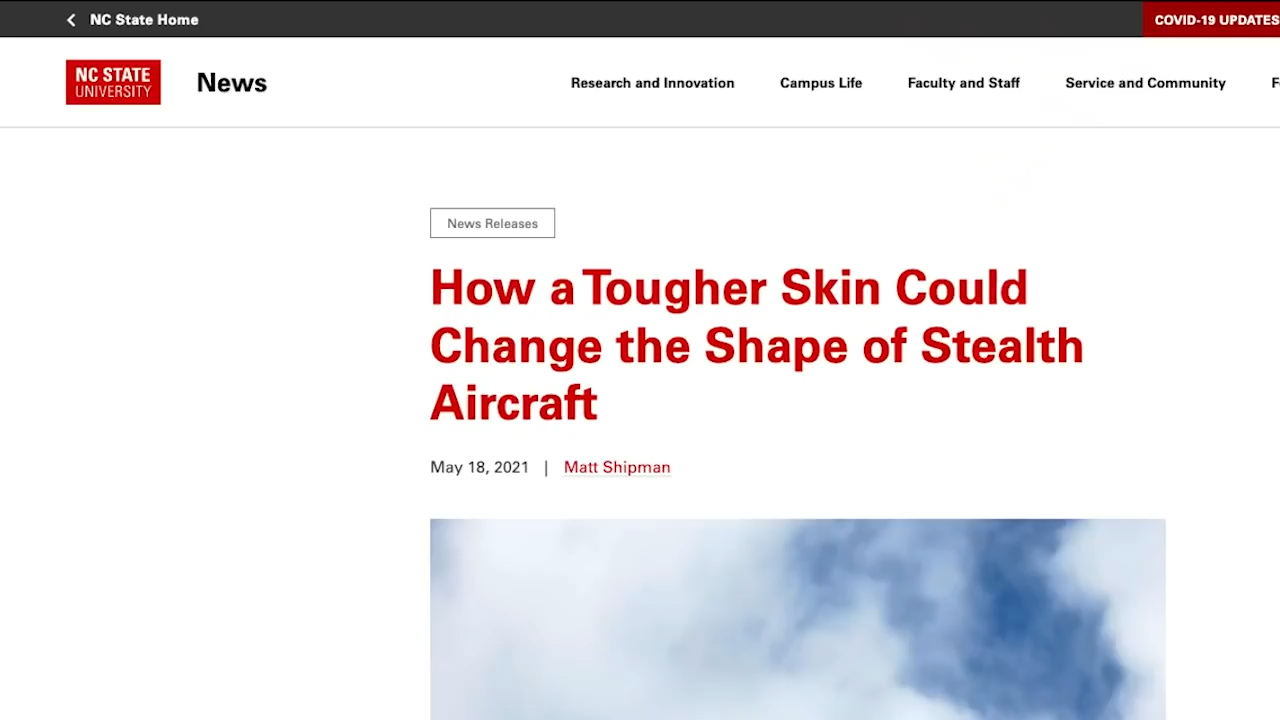 NC State Home
COVID-19 UPDATES
NC STATE
UNIVERSITY
News
Research and Innovation
Campus Life
Faculty and Staff
Service and Community
News Releases
How a Tougher Skin Could
Change the Shape of Stealth
Aircraft
May 18, 2021 | Matt Shipman